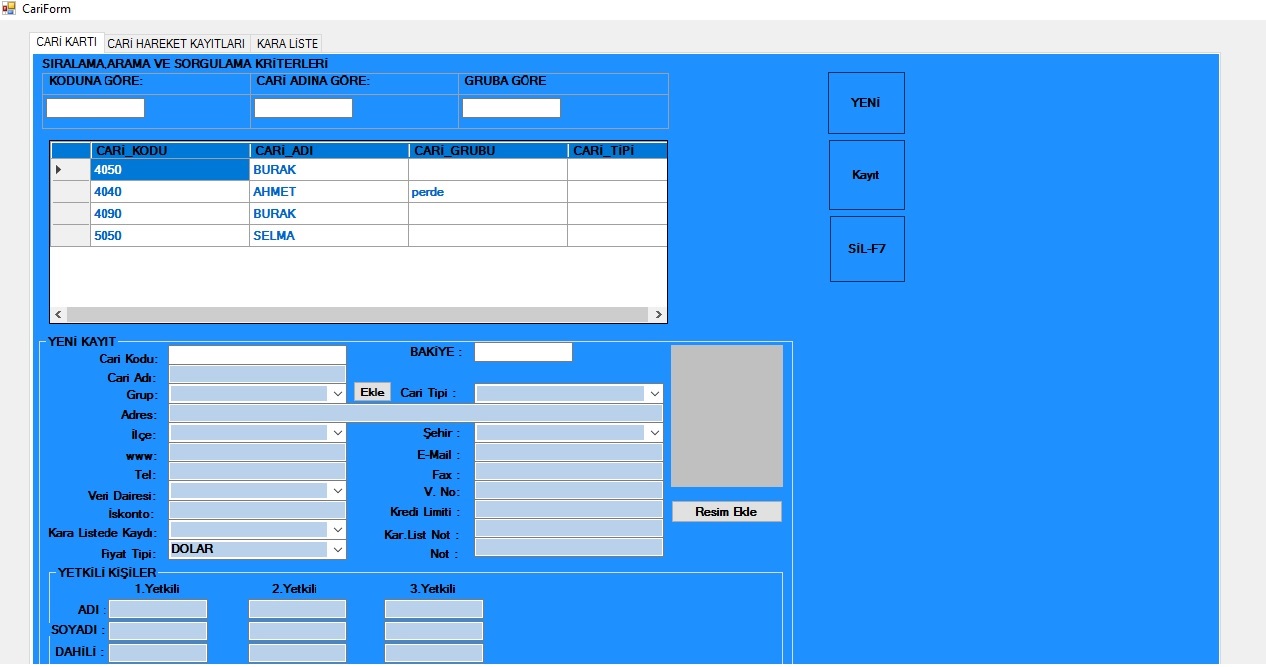 CariForm
CARİ KARTI CARİ HAREKET KAYITLARI KARA LİSTE
SIRALAMA,ARAMA VE SORGULAMA KRİTERLERİ
KODUNA GÖRE: CARİ ADINA GÖRE: GRUBA GÖRE
YENİ
CARİ_KODU CARİ_ADI CARİ_GRUBU CARİ_TİPİ
4050 BURAK
Kayıt
4040 AHMET perde
4090 BURAK
5050 SELMA
SİL-F7
YENİ KAYIT
Cari Kodu: BAKİYE :
Cari Adı:
Grup: Ekle Cari Tipi :
Adres:
İlçe: Şehir :
www: E-Mail :
Tel: Fax :
Veri Dairesi: V. No:
İskonto: Kredi Limiti : Resim Ekle
Kara Listede Kaydı: Kar.List Not :
Fiyat Tipi: DOLAR Not :
YETKİLİ KİŞİLER
1.Yetkili 2.Yetkili 3.Yetkili
ADI :
SOYADI :
DAHİLİ :